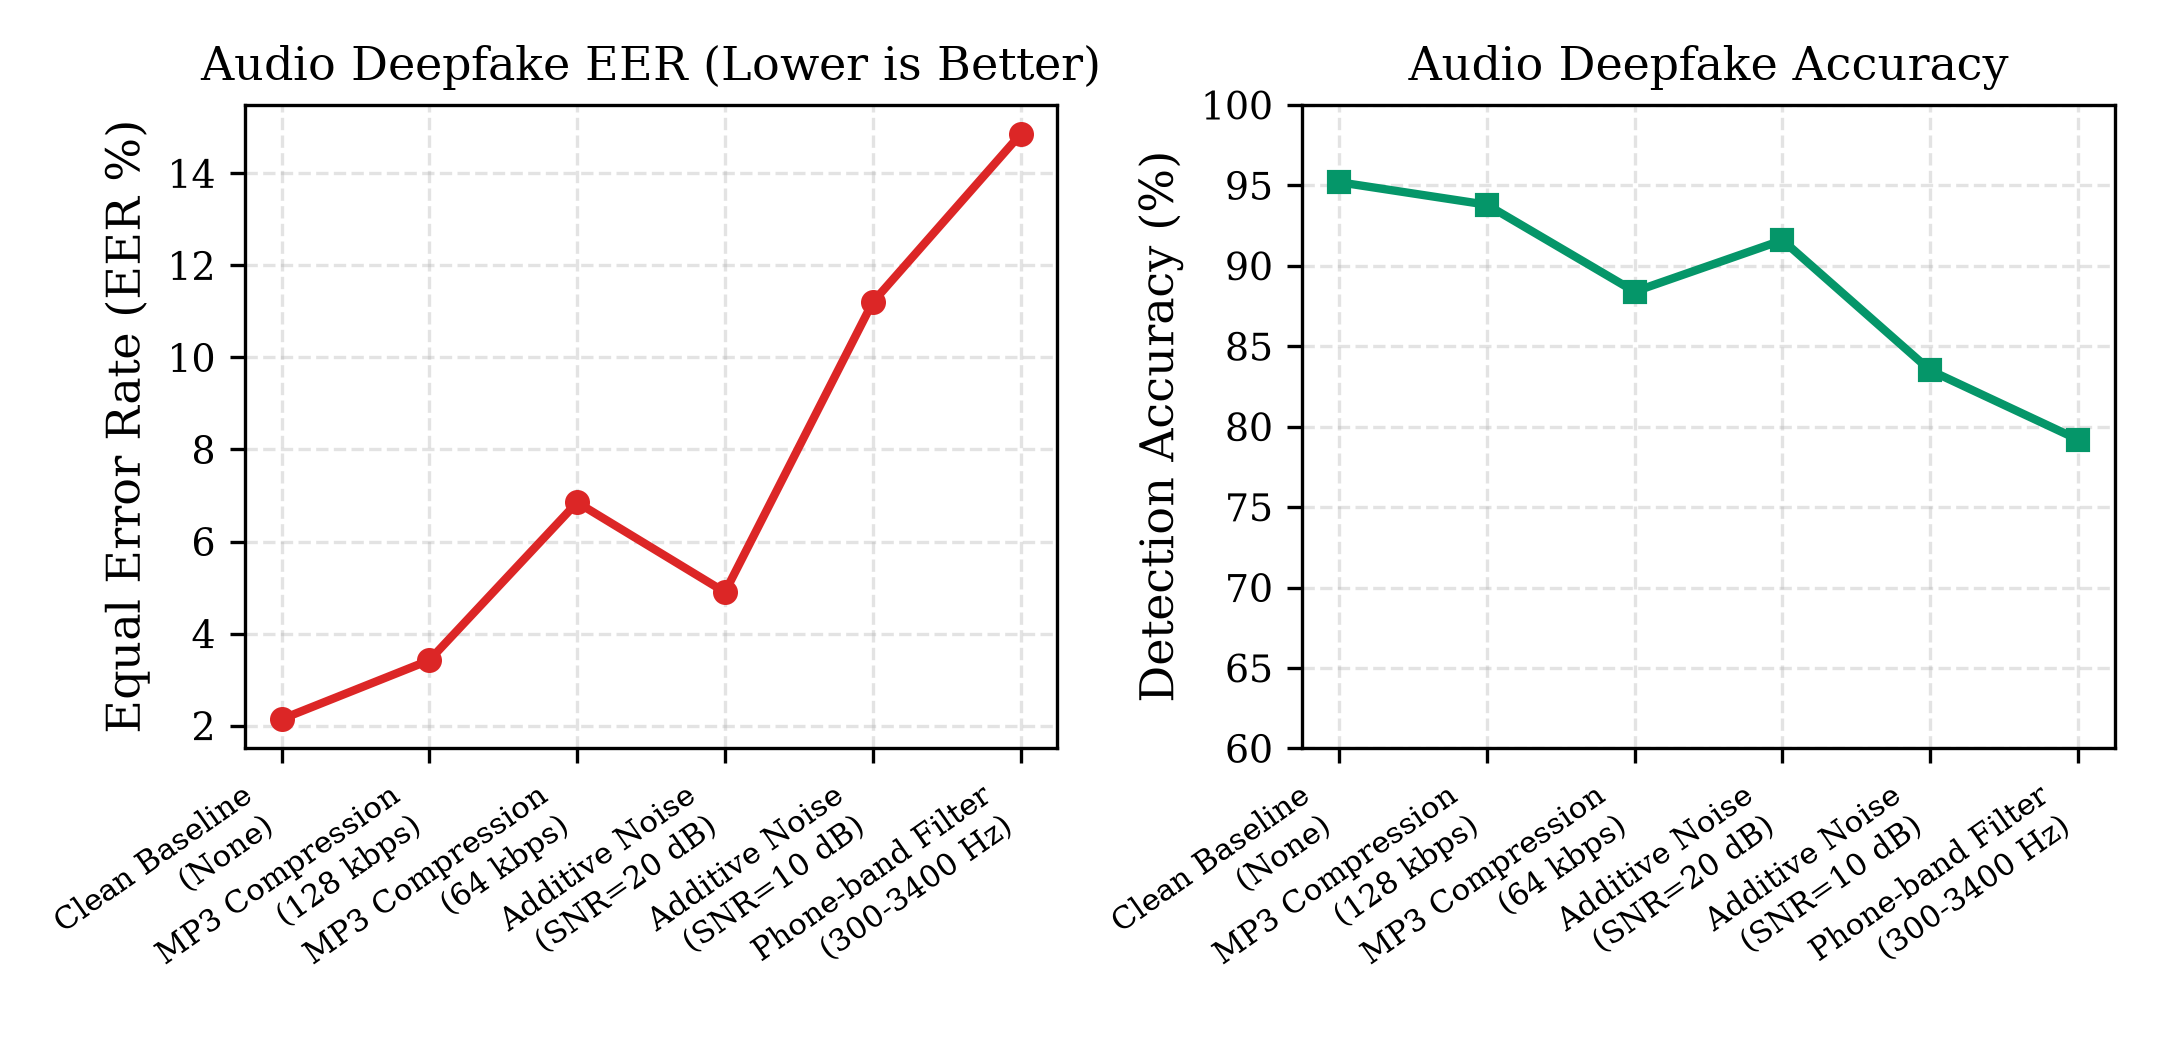 Audio Deepfake EER (Lower is Better)
Equal Error Rate (EER %)
14
12
10
8
6
4
2
Clean Baseline
(None)
MP3 Compression
(128 kbps)
MP3 Compression
(64 kbps)
Additive Noise
(SNR=20 dB)
Additive Noise
(SNR=10 dB)
Phone-band Filter
(300-3400 Hz)
Audio Deepfake Accuracy
Detection Accuracy (%)
100
95
90
85
80
75
70
65
60
Clean Baseline
(None)
MP3 Compression
(128 kbps)
MP3 Compression
(64 kbps)
Additive Noise
(SNR=20 dB)
Additive Noise
(SNR=10 dB)
Phone-band Filter
(300-3400 Hz)